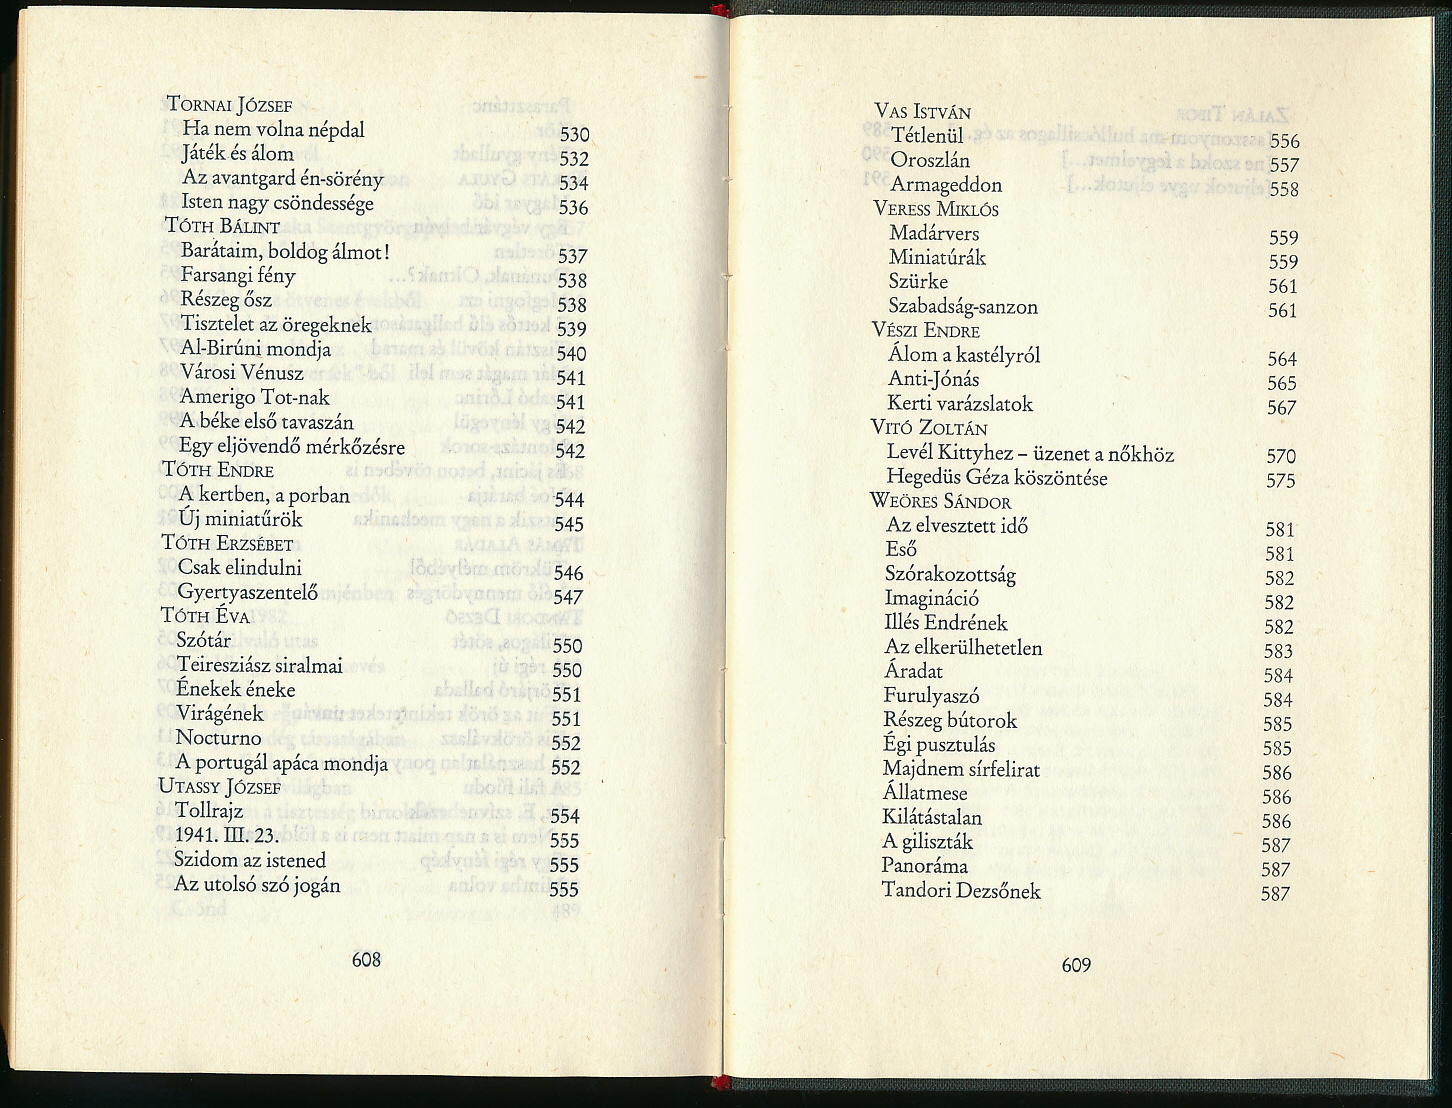 TORNAI JÓZSEF
Ha nem volna népdal 530
Játék és álom 532
Az avantgard én-sörény 534
Isten nagy csöndessége 536
TÓTH BÁLINT
Barátaim, boldog álmot! 537
Farsangi fény 538
Részeg ősz 538
Tisztelet az öregeknek 539
Al-Birúni mondja 540
Városi Vénusz 541
Amerigo Tot-nak 541
A béke első tavaszán 542
Egy eljövendő mérkőzésre 542
TÓTH ENDRE
A kertben, a porban 544
Új miniatűrök 545
TÓTH ERZSÉBET
Csak elindulni 546
Gyertyaszentelő 547
TÓTH ÉVA
Szótár 550
Teiresziász siralmai 550
Énekek éneke 551
Virágének 551
Nocturno 552
A portugál apáca mondja 552
UTASSY JÓZSEF
Tollrajz 554
1941. III. 23. 555
Szidom az istened 555
Az utolsó szó jogán 555
608
VAS ISTVÁN
Tétlenül 556
Oroszlán 557
Armageddon 558
VERESS MIKLÓS
Madárvers 559
Miniatúrák 559
Szürke 561
Szabadság-sanzon 561
VÉSZI ENDRE
Álom a kastélyról 564
Anti-Jónás 565
Kerti varázslatok 567
VITÓ ZOLTÁN
Levél Kittyhez – üzenet a nőkhöz 570
Hegedüs Géza köszöntése 575
WEÖRES SÁNDOR
Az elvesztett idő 581
Eső 581
Szórakozottság 582
Imagináció 582
Illés Endrének 582
Az elkerülhetetlen 583
Áradat 584
Furulyaszó 584
Részeg bútorok 585
Égi pusztulás 585
Majdnem sírfelirat 586
Állatmese 586
Kilátástalan 586
A giliszták 587
Panoráma 587
Tandori Dezsőnek 587
609